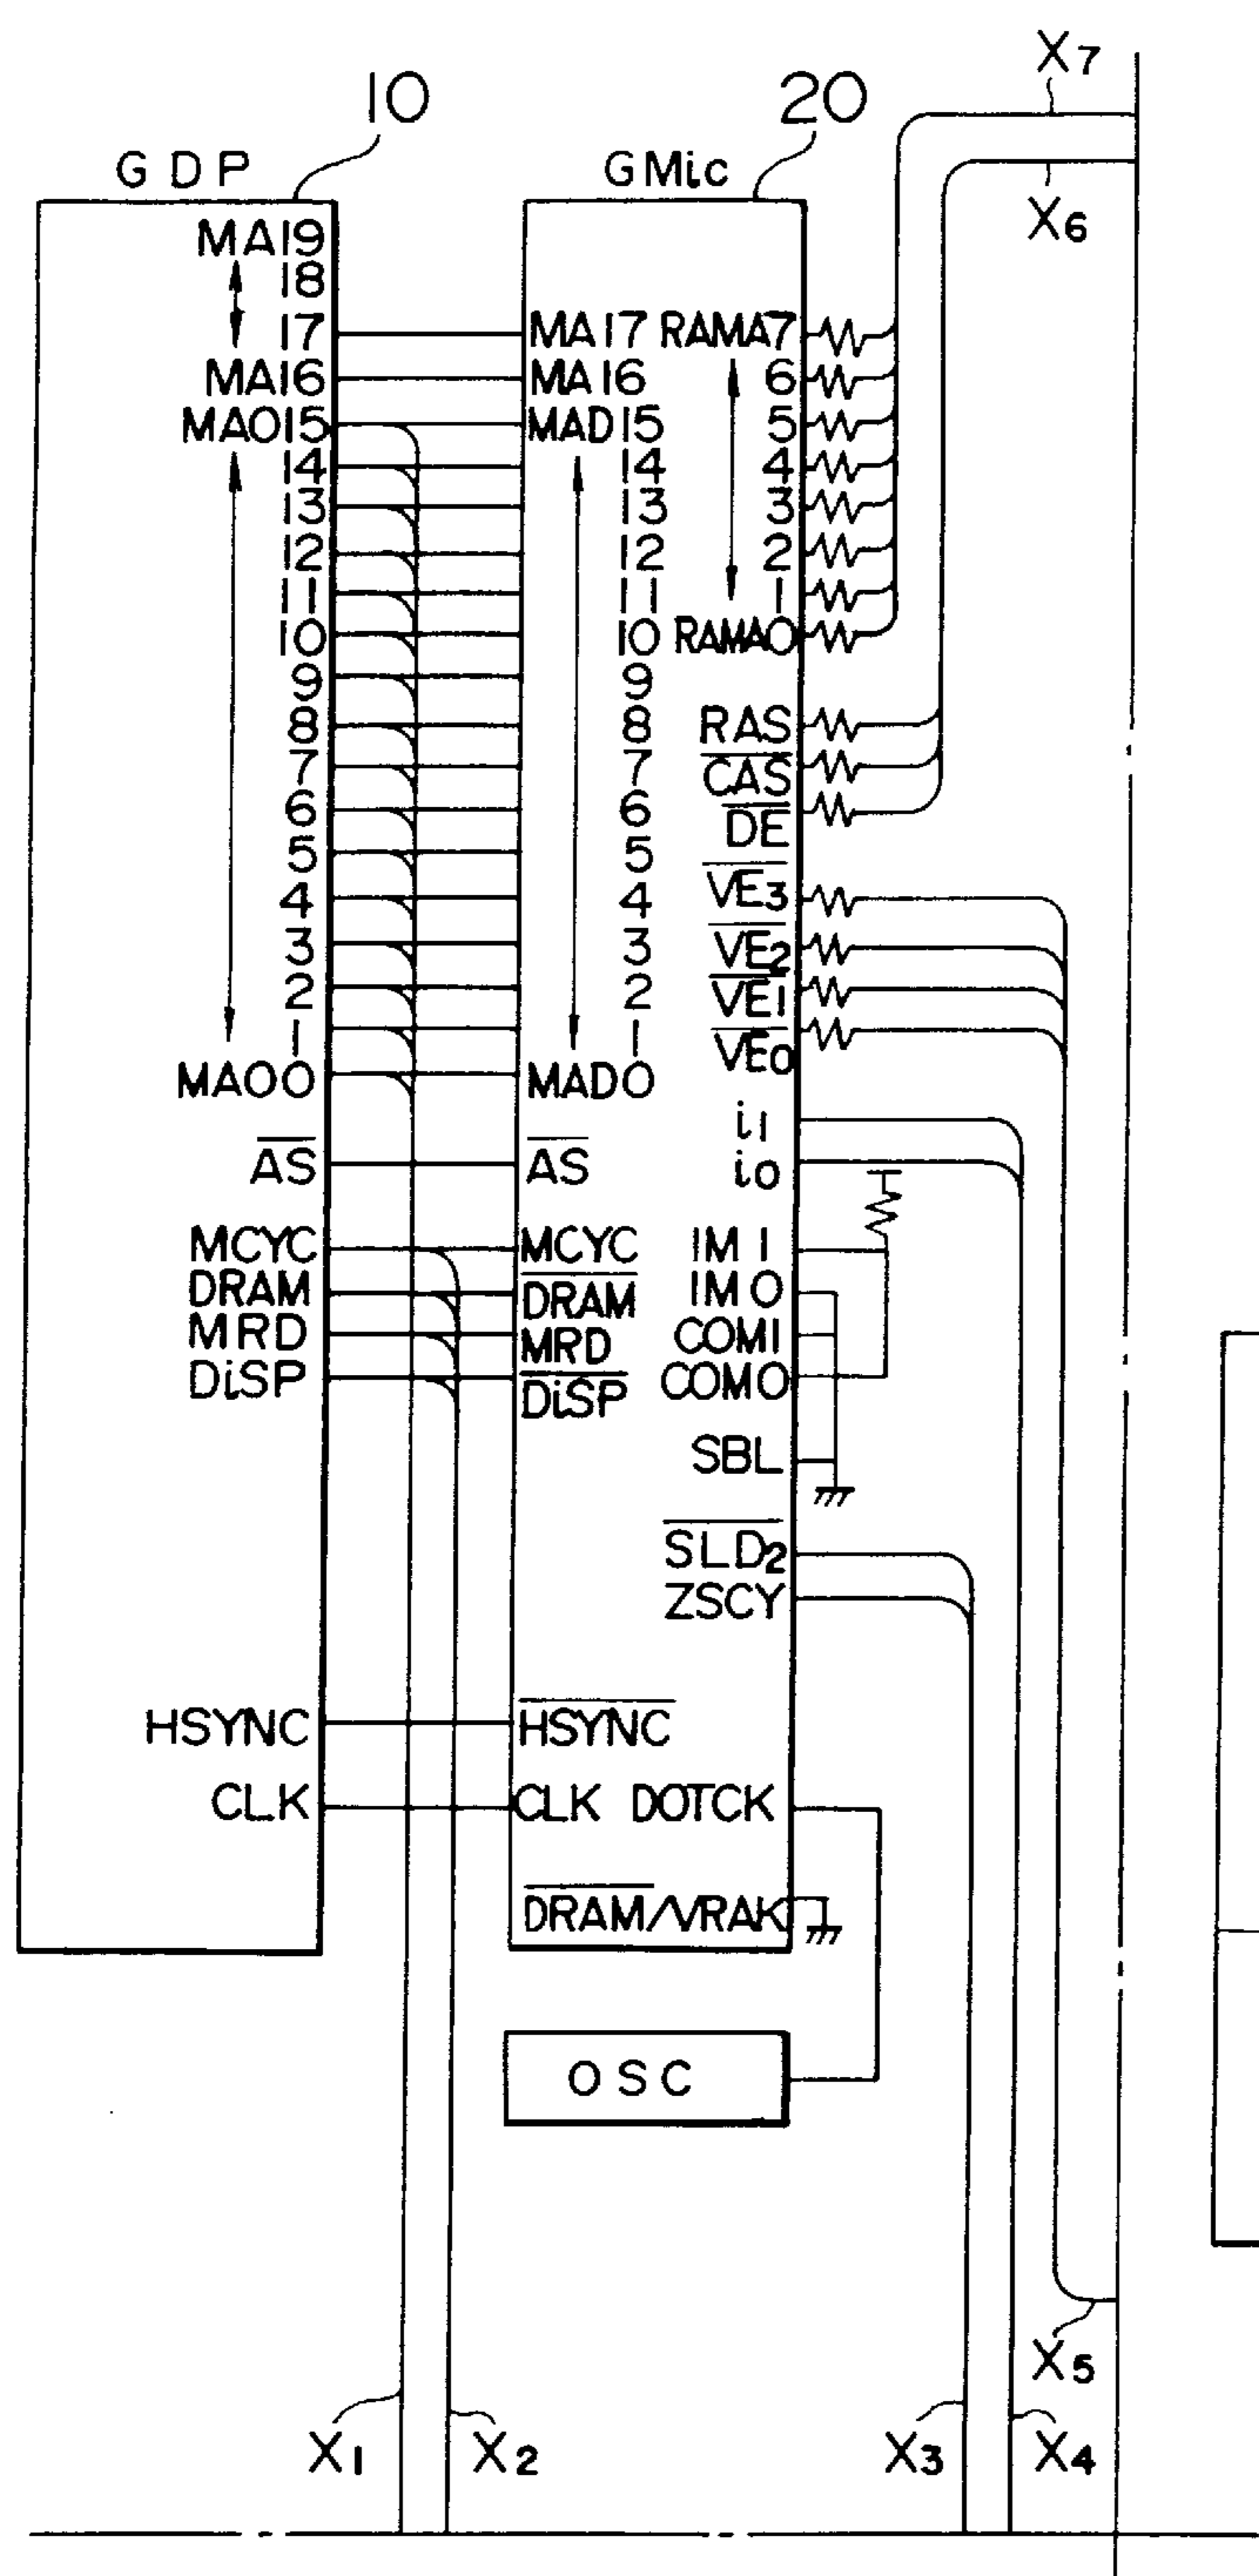 X7
10
20
GDP
GMic
X6
MA19
18
17
MA17 RAMA7
MA16
MA16
6
MAO15
MAD15
5
14
14
4
13
13
3
12
12
2
11
11
1
10
10
RAMA0
9
9
8
8
RAS
7
7
CAS
6
6
DE
5
5
4
4
VE3
3
3
VE2
2
2
VE1
1
1
VE0
MAO0
MAD0
i1
AS
AS
i0
MCYC
MCYC
IM1
DRAM
DRAM
IM0
MRD
MRD
COM1
DiSP
DiSP
COM0
SBL
SLD2
ZSCY
HSYNC
HSYNC
CLK
CLK DOTCK
DRAM/VRAK
OSC
X5
X1
X2
X3
X4